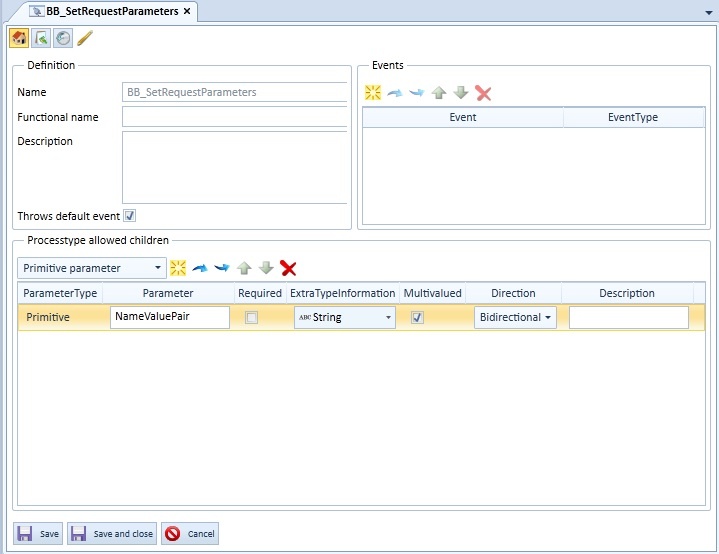 BB_SetRequestParameters ×
Definition
Name BB_SetRequestParameters
Functional name
Description
Throws default event
Events
Event EventType
Processtype allowed children
Primitive parameter
ParameterType Parameter Required ExtraTypeInformation Multivalued Direction Description
Primitive NameValuePair ABC String Bidirectional
Save Save and close Cancel